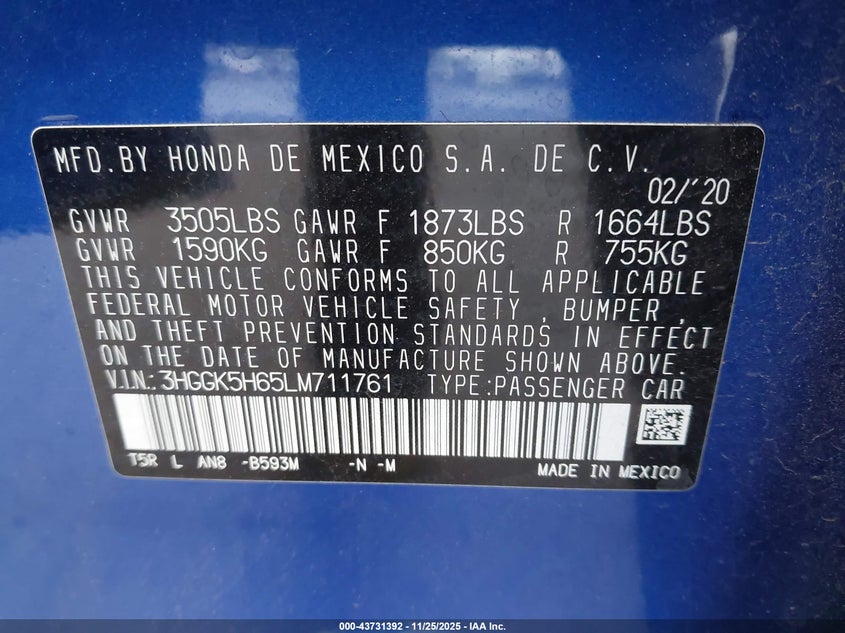 MFD.BY HONDA DE MEXICO S.A. DE C.V.
02/'20
GVWR 3505LBS GAWR F 1873LBS R 1664LBS
GVWR 1590KG GAWR F 850KG R 755KG
THIS VEHICLE CONFORMS TO ALL APPLICABLE
FEDERAL MOTOR VEHICLE SAFETY , BUMPER ,
AND THEFT PREVENTION STANDARDS IN EFFECT
ON THE DATE OF MANUFACTURE SHOWN ABOVE.
V.I.N.:3HGGK5H65LM711761 TYPE:PASSENGER CAR
T5R L AN8 -B593M -N -M
MADE IN MEXICO
000-43731392 - 11/25/2025 - IAA Inc.